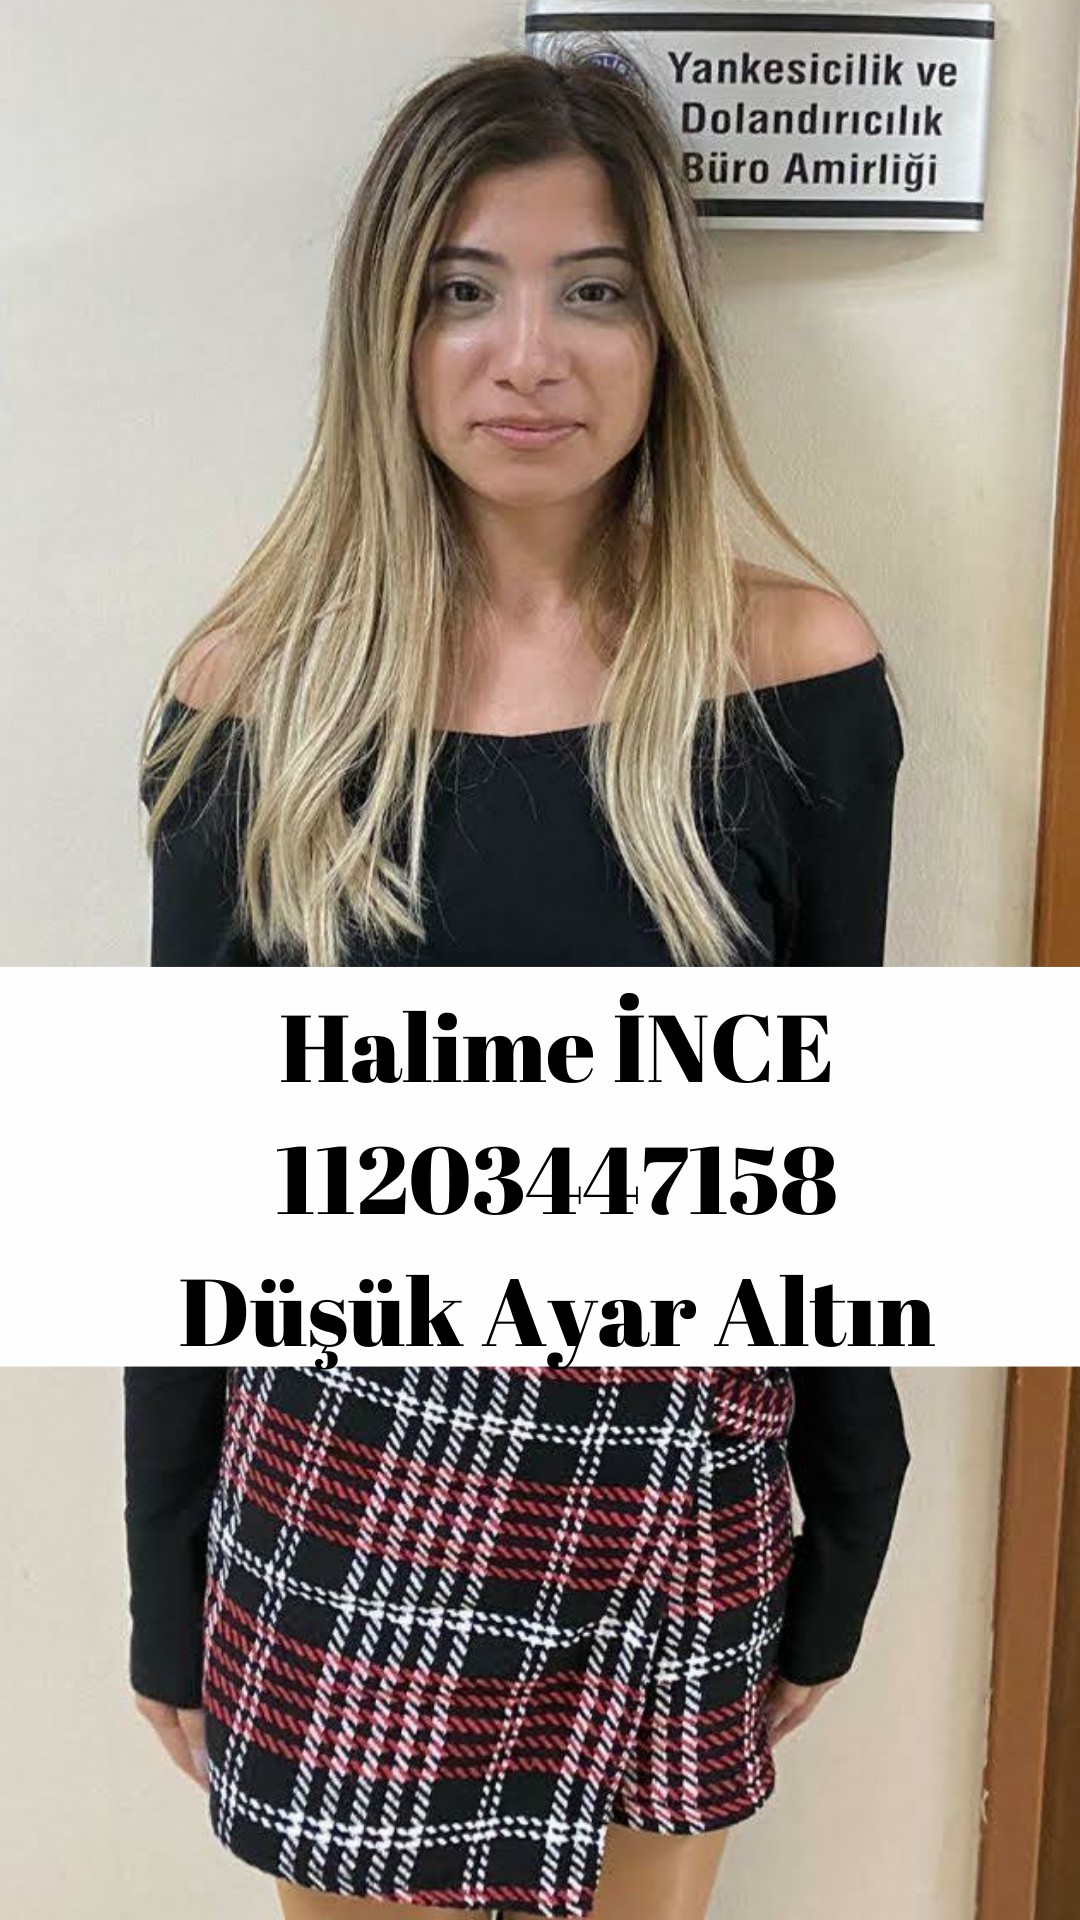 Yankesicilik ve
Dolandırıcılık
Büro Amirliği
Halime İNCE
11203447158
Düşük Ayar Altın